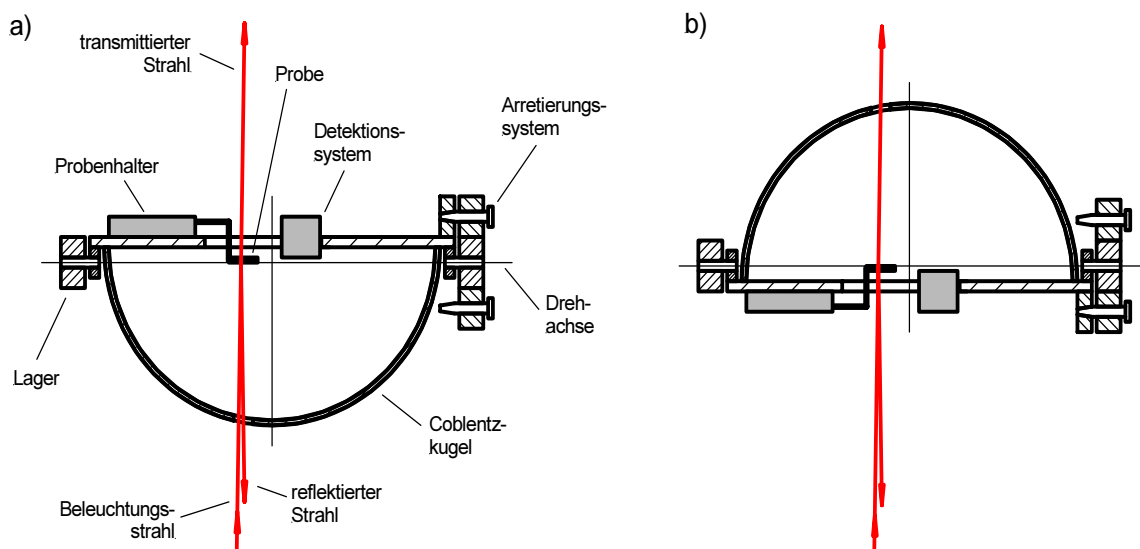 a)
transmittierter
Strahl
Probe
Detektions-
system
Probenhalter
Arretierungs-
system
Dreh-
achse
Lager
Coblentz-
kugel
Beleuchtungs-
strahl
reflektierter
Strahl
b)